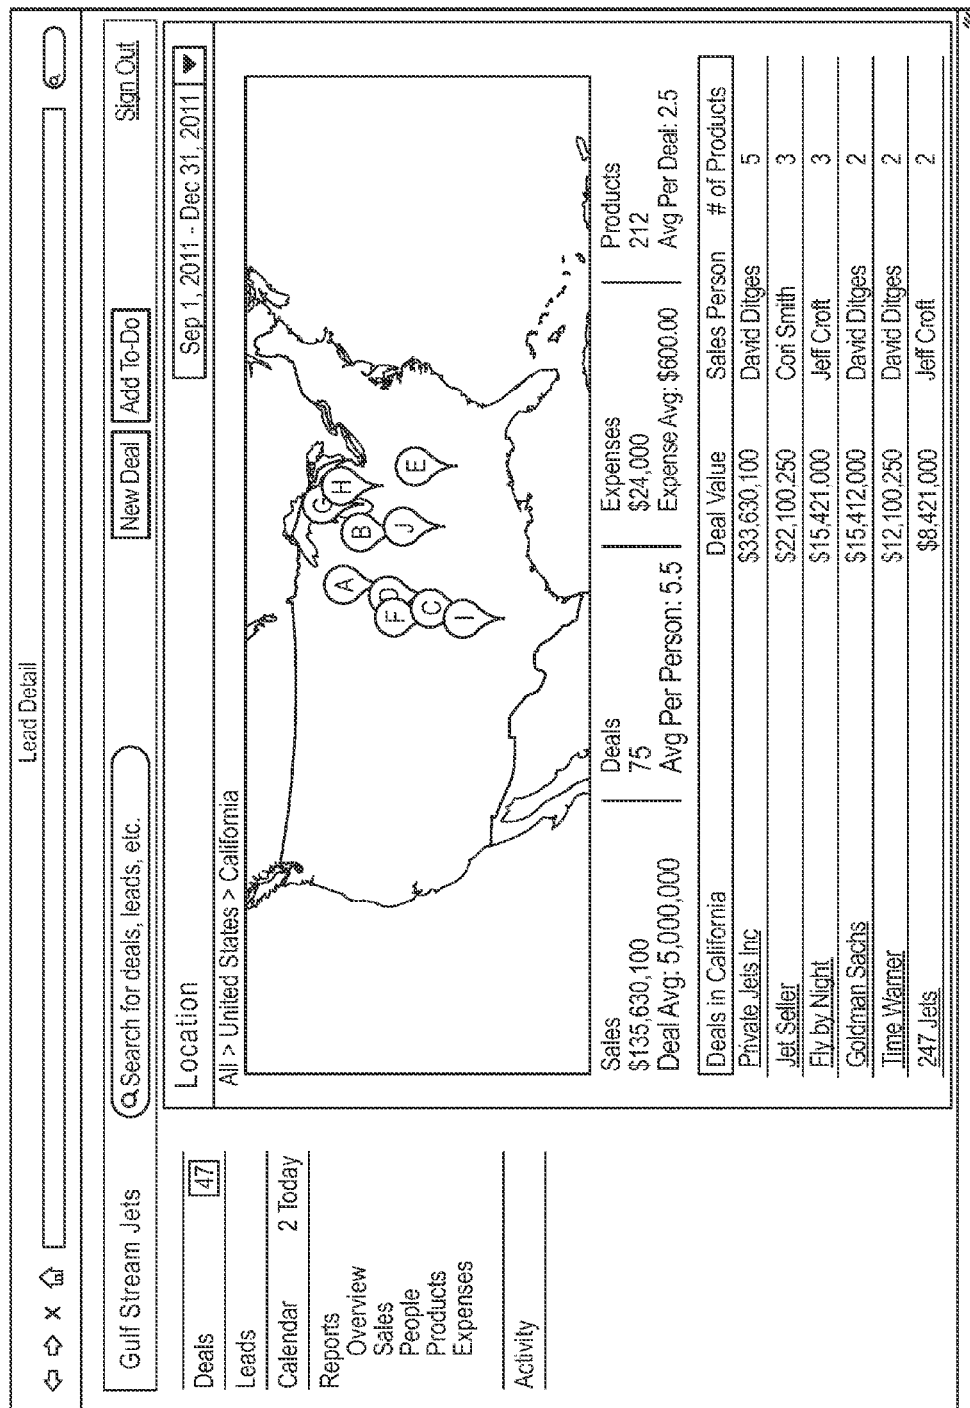 Lead Detail
Gulf Stream Jets
Search for deals, leads, etc.
New Deal
Add To-Do
Sign Out
Deals 47
Leads
Calendar 2 Today
Reports
Overview
Sales
People
Products
Expenses
Activity
Location
Sep 1, 2011 - Dec 31, 2011
All > United States > California
A
B
C
D
E
F
G
H
I
J
Sales
$135,630,100
Deal Avg: 5,000,000
Deals
75
Avg Per Person: 5.5
Expenses
$24,000
Expense Avg: $600.00
Products
212
Avg Per Deal: 2.5
Deals in California Deal Value Sales Person # of Products
Private Jets Inc $33,630,100 David Ditges 5
Jet Seller $22,100,250 Cori Smith 3
Fly by Night $15,421,000 Jeff Croft 3
Goldman Sachs $15,412,000 David Ditges 2
Time Warner $12,100,250 David Ditges 2
247 Jets $8,421,000 Jeff Croft 2